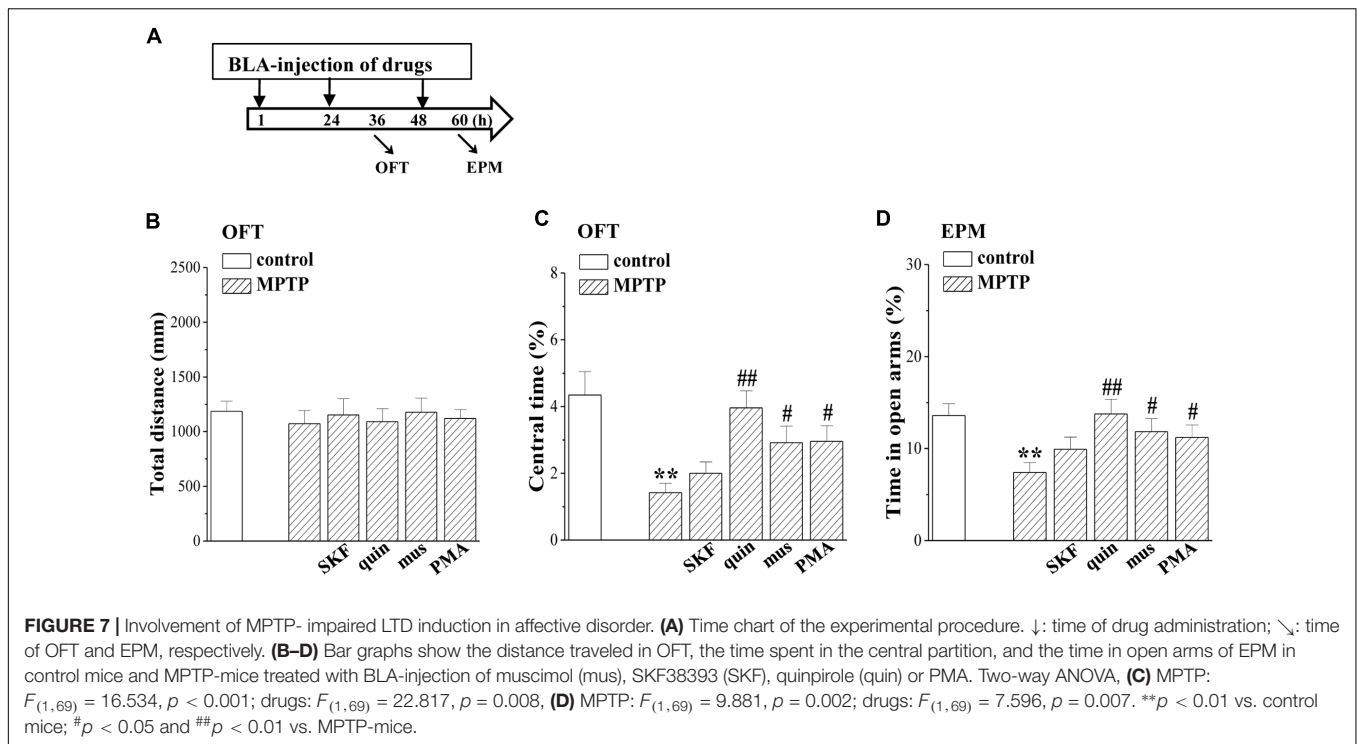 A
BLA-injection of drugs
1 24 36 48 60 (h)
OFT EPM
B
OFT
control
MPTP
Total distance (mm)
2500
2000
1500
1000
500
0
SKF quin mus PMA
C
OFT
control
MPTP
Central time (%)
8
6
4
2
0
** ## # #
SKF quin mus PMA
D
EPM
control
MPTP
Time in open arms (%)
30
20
10
0
** ## # #
SKF quin mus PMA
FIGURE 7 | Involvement of MPTP- impaired LTD induction in affective disorder. (A) Time chart of the experimental procedure. ↓: time of drug administration; ↘: time
of OFT and EPM, respectively. (B–D) Bar graphs show the distance traveled in OFT, the time spent in the central partition, and the time in open arms of EPM in
control mice and MPTP-mice treated with BLA-injection of muscimol (mus), SKF38393 (SKF), quinpirole (quin) or PMA. Two-way ANOVA, (C) MPTP:
F(1,69) = 16.534, p < 0.001; drugs: F(1,69) = 22.817, p = 0.008, (D) MPTP: F(1,69) = 9.881, p = 0.002; drugs: F(1,69) = 7.596, p = 0.007. **p < 0.01 vs. control
mice; #p < 0.05 and ##p < 0.01 vs. MPTP-mice.